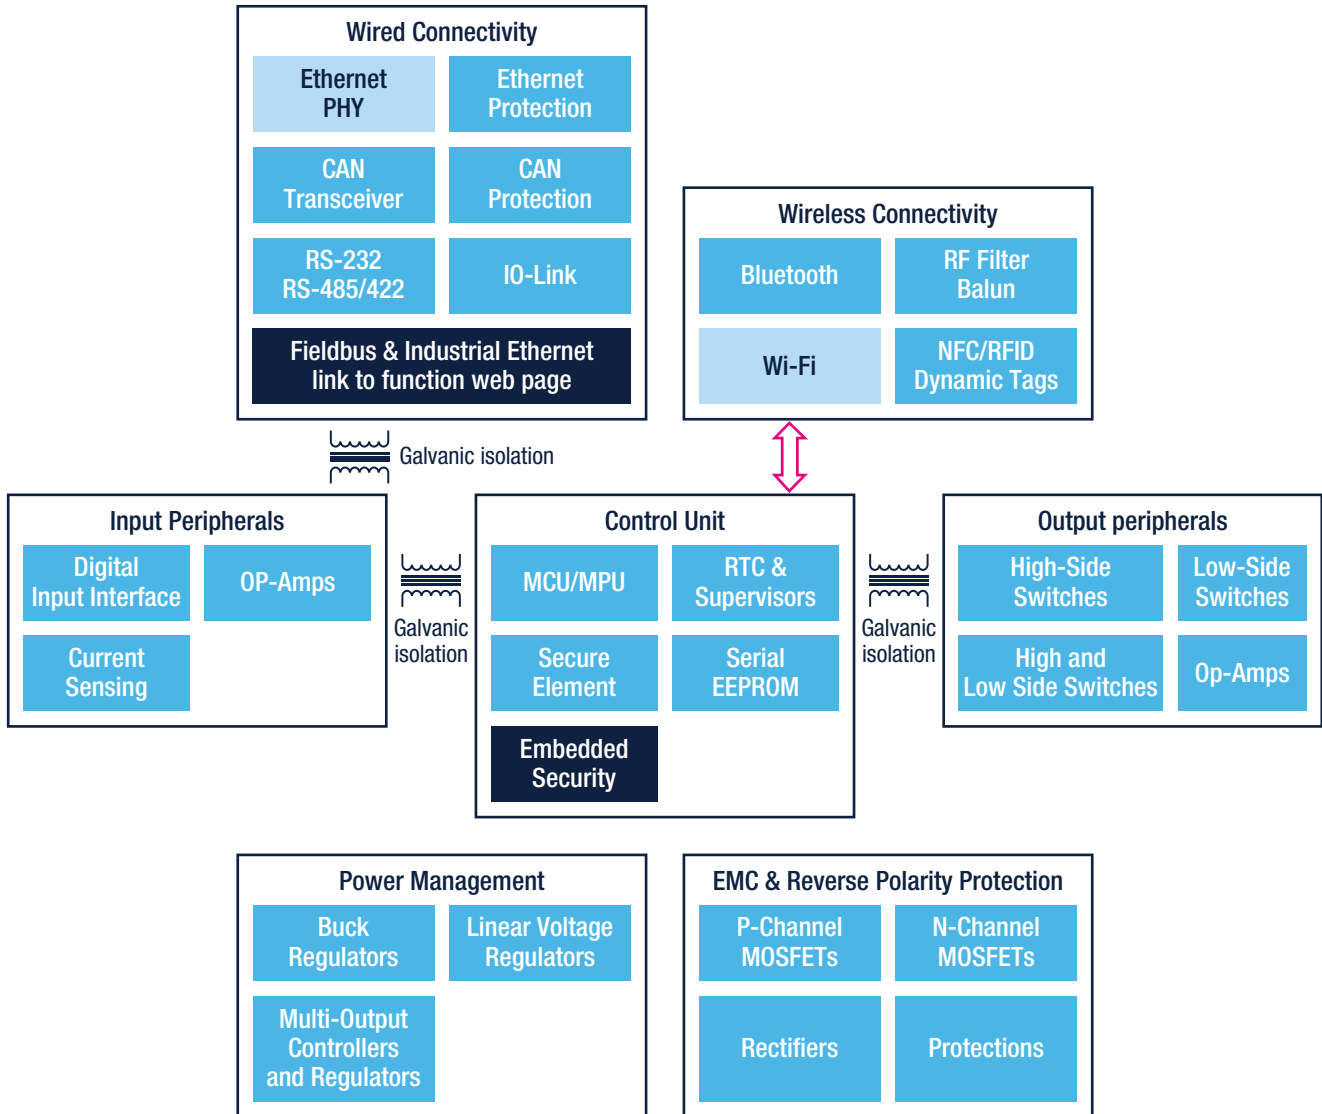 Wired Connectivity
Ethernet
PHY
Ethernet
Protection
CAN
Transceiver
CAN
Protection
RS-232
RS-485/422
IO-Link
Fieldbus & Industrial Ethernet
link to function web page
Wireless Connectivity
Bluetooth
RF Filter
Balun
Wi-Fi
NFC/RFID
Dynamic Tags
Galvanic isolation
Input Peripherals
Digital
Input Interface
OP-Amps
Current
Sensing
Galvanic
isolation
Control Unit
MCU/MPU
RTC &
Supervisors
Secure
Element
Serial
EEPROM
Embedded
Security
Galvanic
isolation
Output peripherals
High-Side
Switches
Low-Side
Switches
High and
Low Side Switches
Op-Amps
Power Management
Buck
Regulators
Linear Voltage
Regulators
Multi-Output
Controllers
and Regulators
EMC & Reverse Polarity Protection
P-Channel
MOSFETs
N-Channel
MOSFETs
Rectifiers
Protections